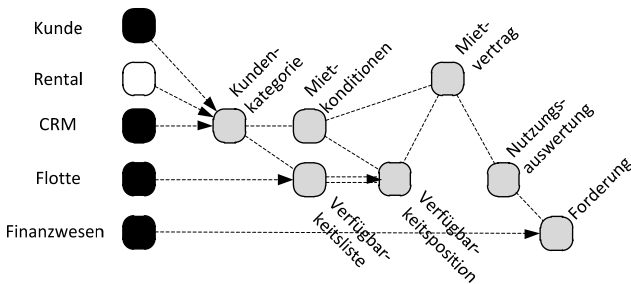 Kunde
Rental
CRM
Flotte
Finanzwesen
Kunden-
kategorie
Miet-
konditionen
Miet-
vertrag
Verfügbar-
keitsliste
Verfügbar-
keitsposition
Nutzungs-
auswertung
Forderung